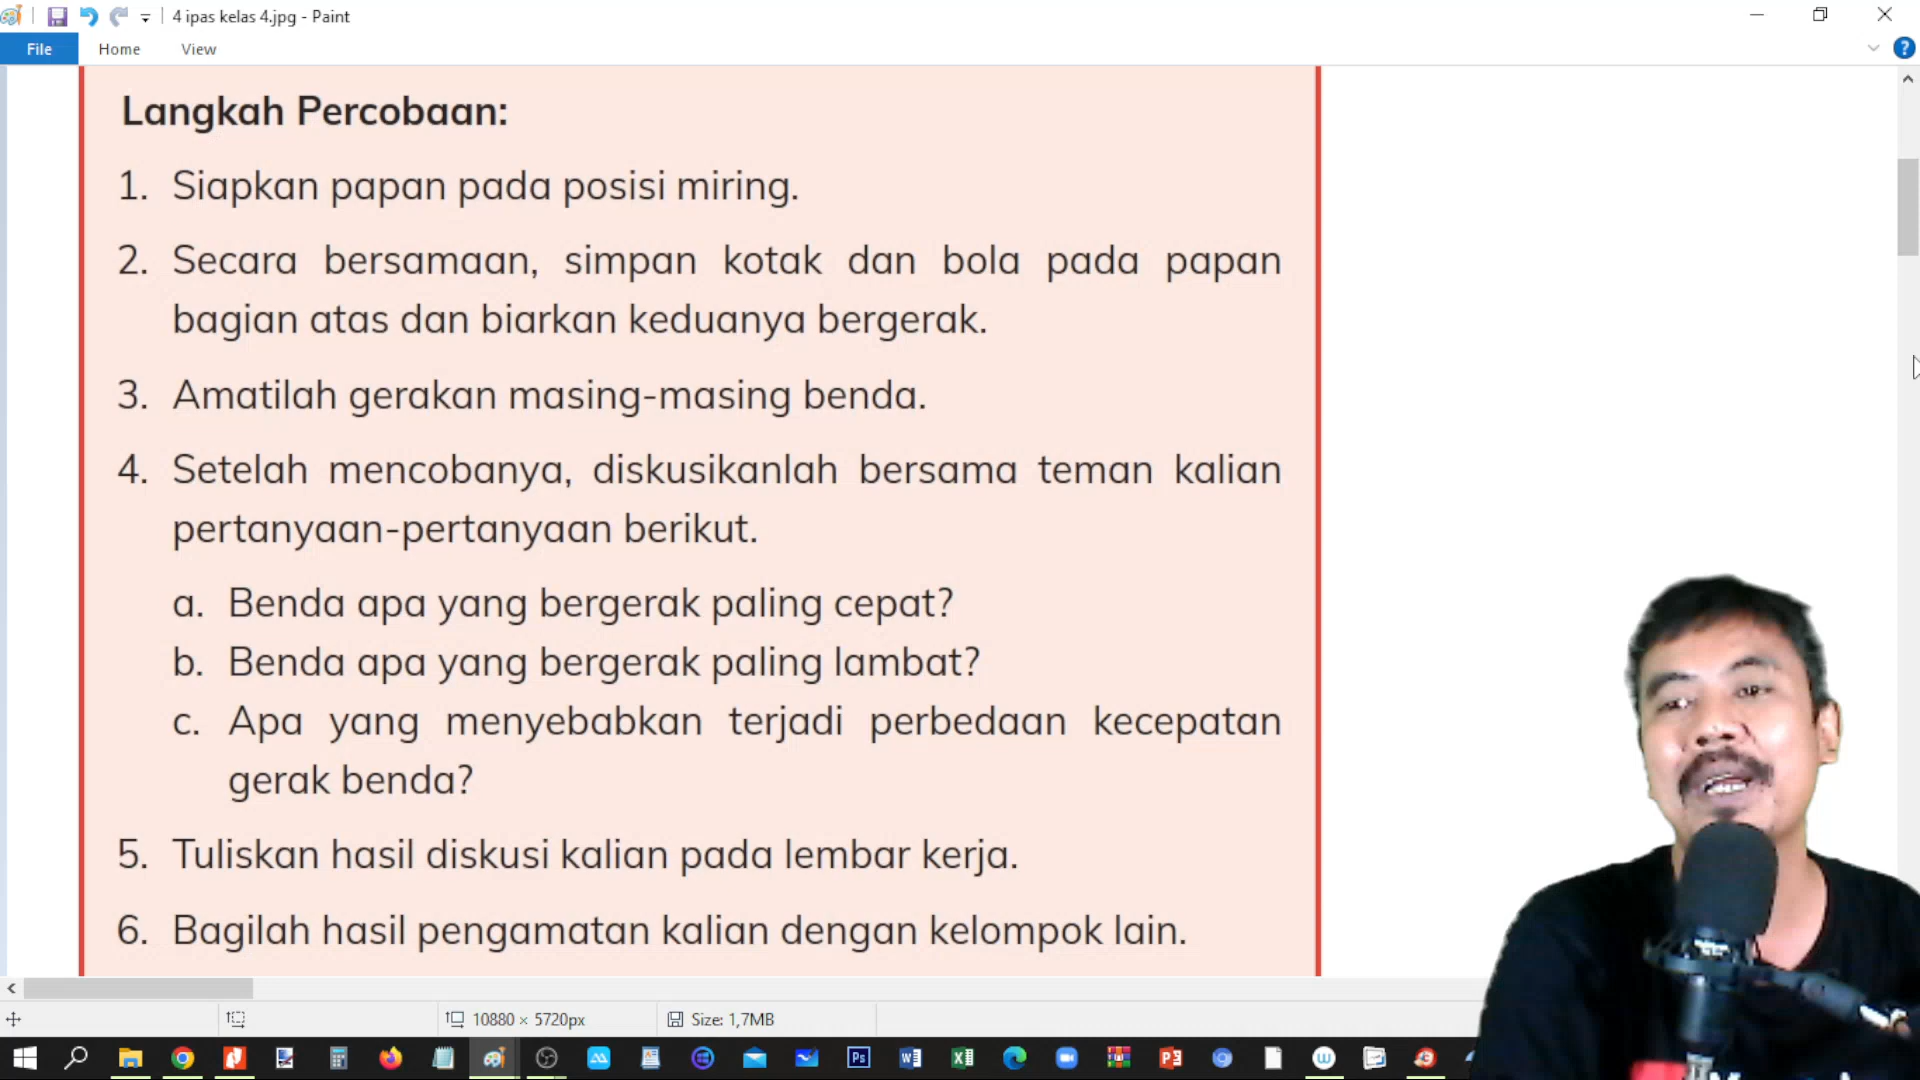 4 ipas kelas 4.jpg - Paint
File Home View
Langkah Percobaan:
1. Siapkan papan pada posisi miring.
2. Secara bersamaan, simpan kotak dan bola pada papan
bagian atas dan biarkan keduanya bergerak.
3. Amatilah gerakan masing-masing benda.
4. Setelah mencobanya, diskusikanlah bersama teman kalian
pertanyaan-pertanyaan berikut.
a. Benda apa yang bergerak paling cepat?
b. Benda apa yang bergerak paling lambat?
c. Apa yang menyebabkan terjadi perbedaan kecepatan
gerak benda?
5. Tuliskan hasil diskusi kalian pada lembar kerja.
6. Bagilah hasil pengamatan kalian dengan kelompok lain.
10880 × 5720px Size: 1,7MB